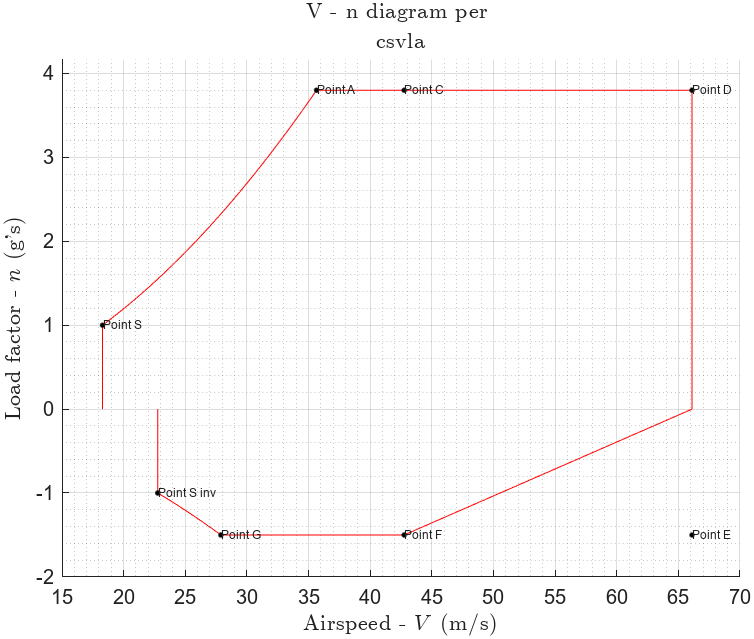 V - n diagram per
csvla
4
3
2
1
0
-1
-2
Load factor - n (g's)
Point A
Point C
Point D
Point S
Point S inv
Point G
Point F
Point E
15
20
25
30
35
40
45
50
55
60
65
70
Airspeed - V (m/s)